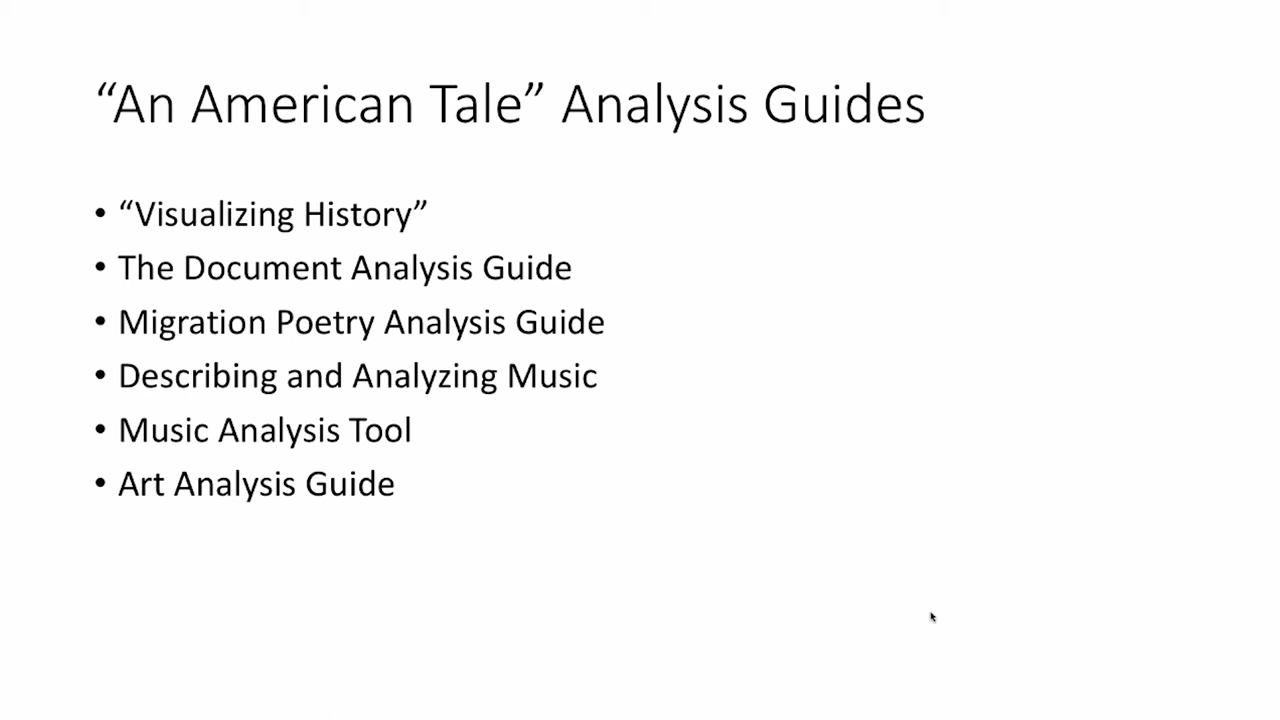 “An American Tale” Analysis Guides
• “Visualizing History”
• The Document Analysis Guide
• Migration Poetry Analysis Guide
• Describing and Analyzing Music
• Music Analysis Tool
• Art Analysis Guide